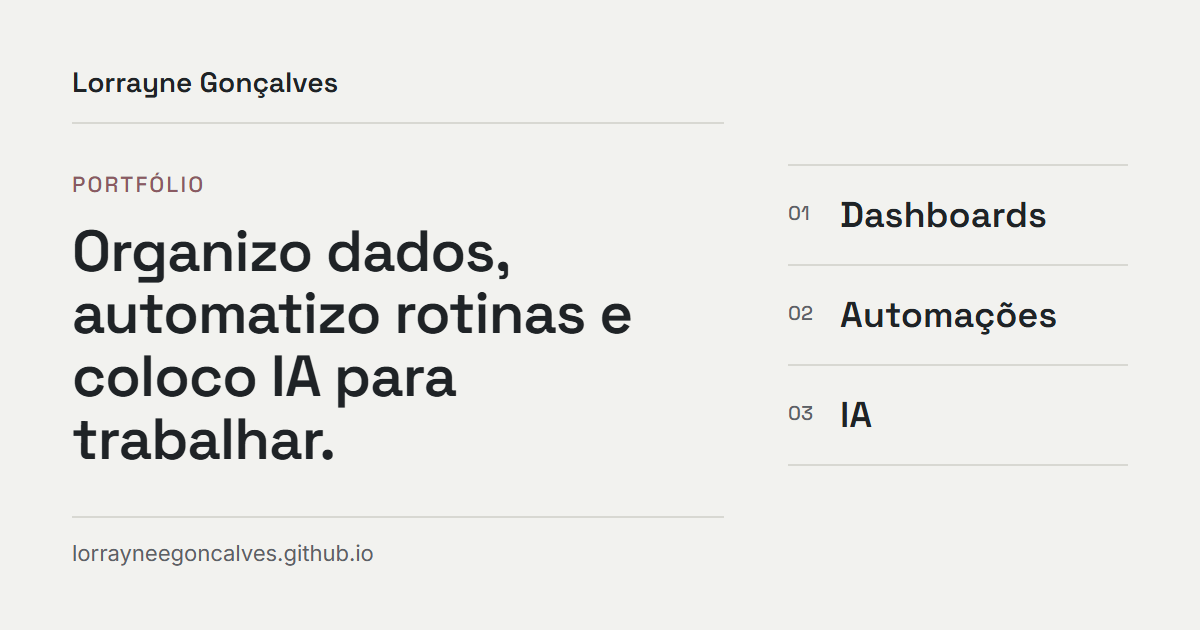 Lorrayne Gonçalves
PORTFÓLIO
Organizo dados,
automatizo rotinas e
coloco IA para
trabalhar.
lorrayneegoncalves.github.io
01 Dashboards
02 Automações
03 IA